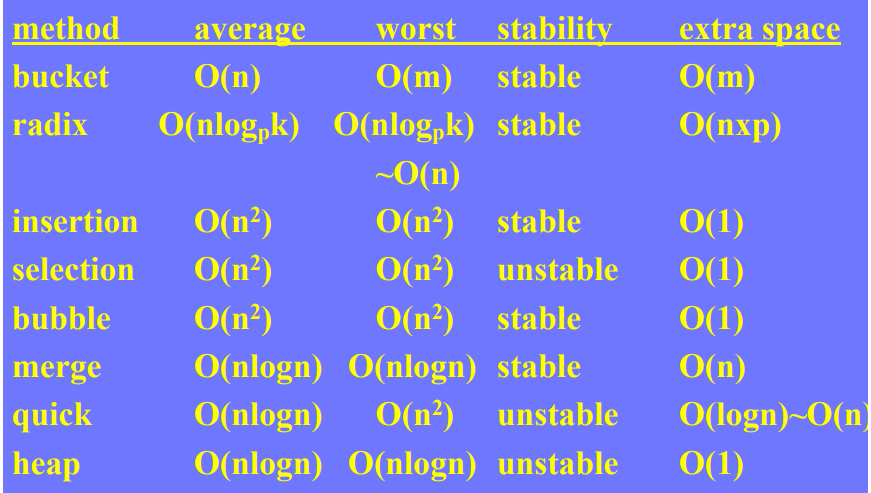 method average worst stability extra space
bucket O(n) O(m) stable O(m)
radix O(nlogₚk) O(nlogₚk) stable O(nxp)
~O(n)
insertion O(n²) O(n²) stable O(1)
selection O(n²) O(n²) unstable O(1)
bubble O(n²) O(n²) stable O(1)
merge O(nlogn) O(nlogn) stable O(n)
quick O(nlogn) O(n²) unstable O(logn)~O(n)
heap O(nlogn) O(nlogn) unstable O(1)